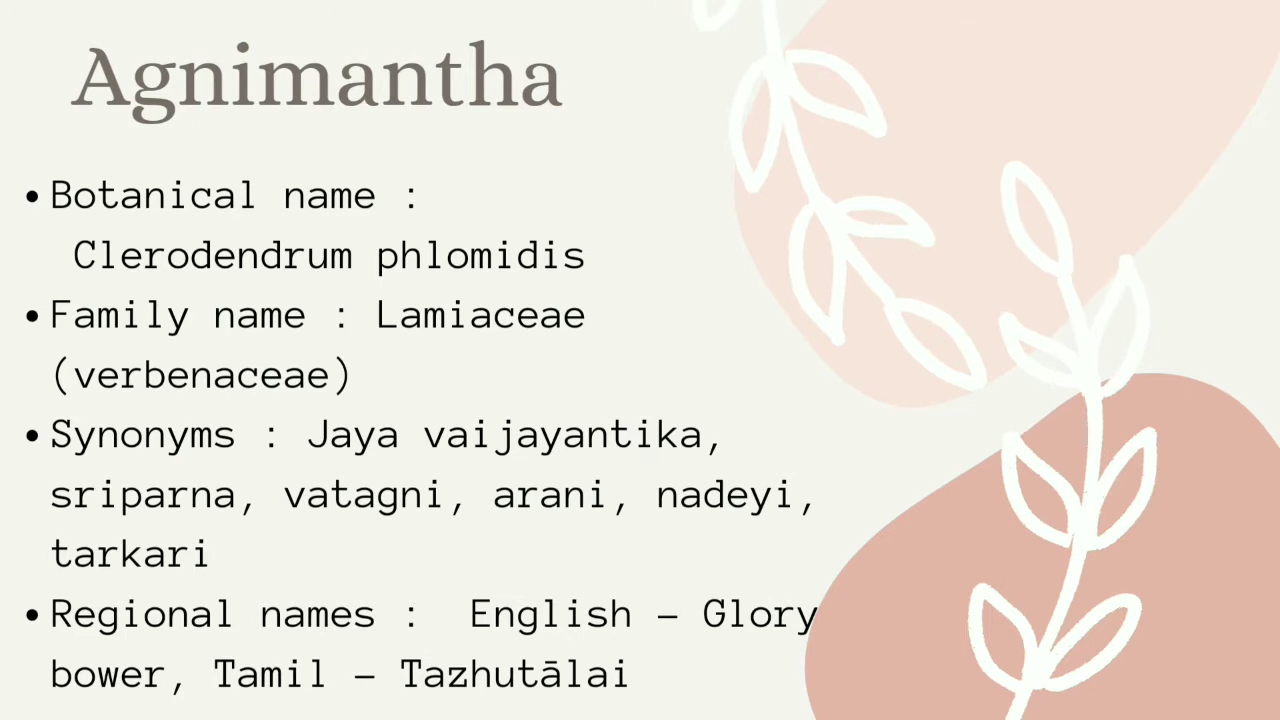 Agnimantha
• Botanical name :
Clerodendrum phlomidis
• Family name : Lamiaceae
(verbenaceae)
• Synonyms : Jaya vaijayantika,
sriparna, vatagni, arani, nadeyi,
tarkari
• Regional names : English – Glory
bower, Tamil – Tazhutālai